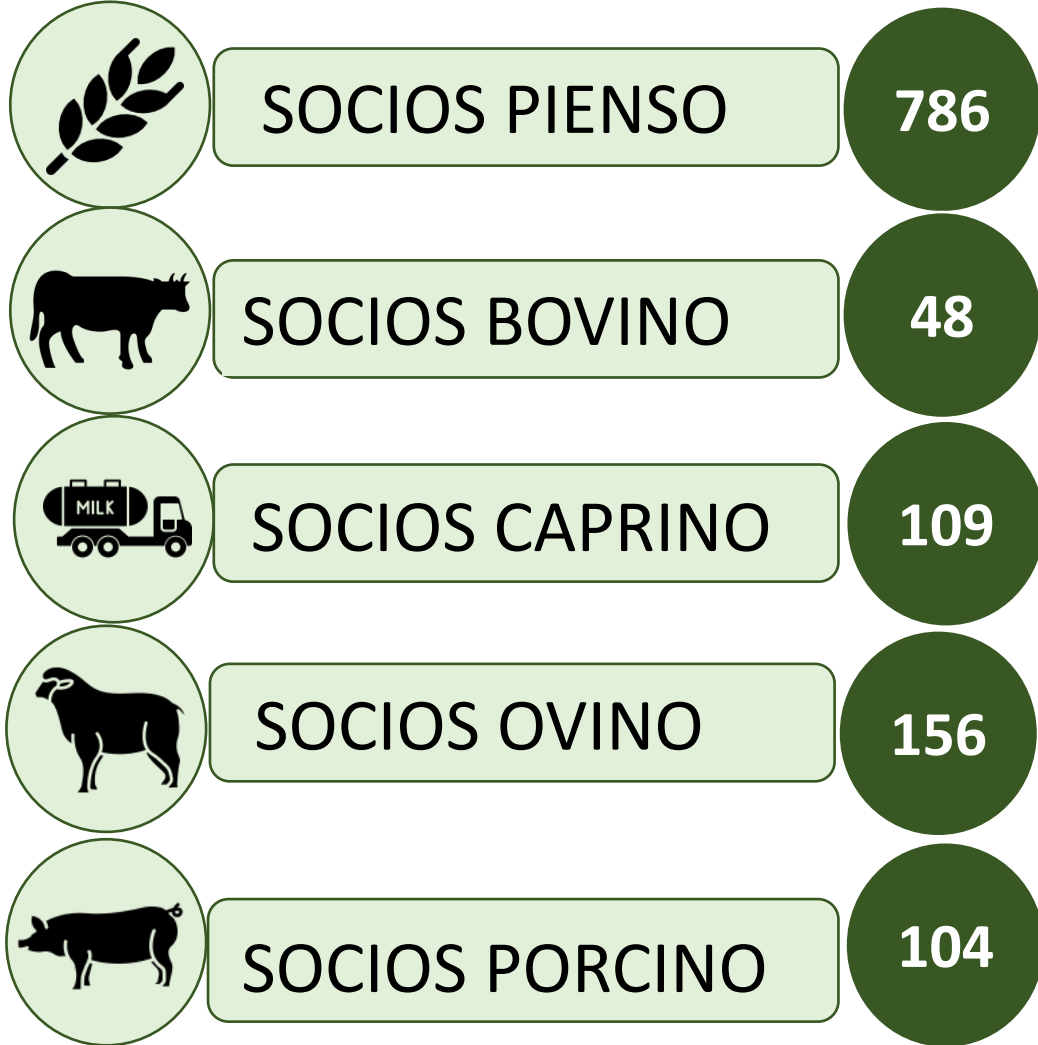 SOCIOS PIENSO
786
SOCIOS BOVINO
48
MILK
SOCIOS CAPRINO
109
SOCIOS OVINO
156
SOCIOS PORCINO
104